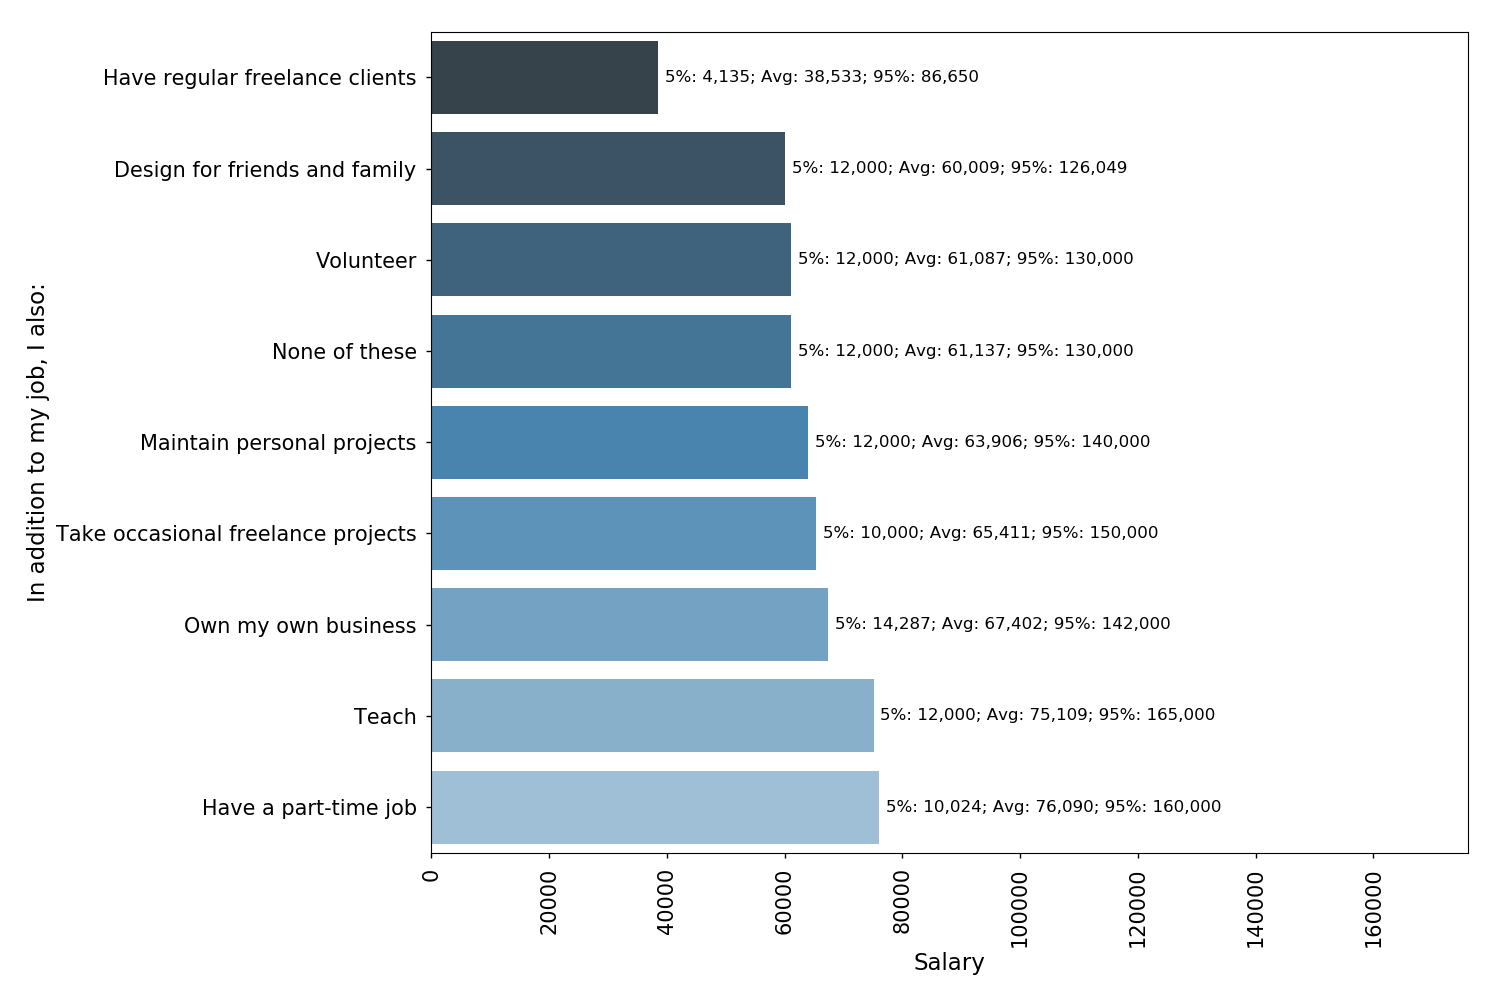 In addition to my job, I also:
Have regular freelance clients
5%: 4,135; Avg: 38,533; 95%: 86,650
Design for friends and family
5%: 12,000; Avg: 60,009; 95%: 126,049
Volunteer
5%: 12,000; Avg: 61,087; 95%: 130,000
None of these
5%: 12,000; Avg: 61,137; 95%: 130,000
Maintain personal projects
5%: 12,000; Avg: 63,906; 95%: 140,000
Take occasional freelance projects
5%: 10,000; Avg: 65,411; 95%: 150,000
Own my own business
5%: 14,287; Avg: 67,402; 95%: 142,000
Teach
5%: 12,000; Avg: 75,109; 95%: 165,000
Have a part-time job
5%: 10,024; Avg: 76,090; 95%: 160,000
0
20000
40000
60000
80000
100000
120000
140000
160000
Salary